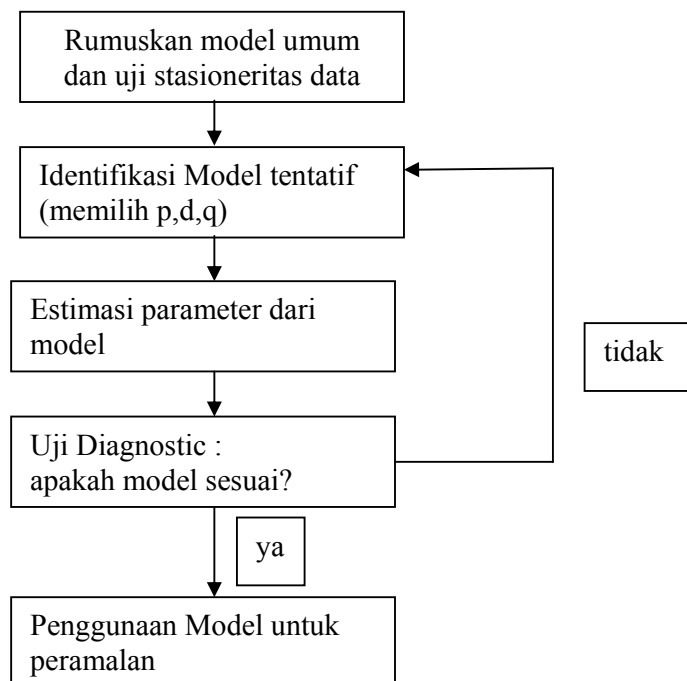 Rumuskan model umum
dan uji stasioneritas data
Identifikasi Model tentatif
(memilih p,d,q)
Estimasi parameter dari
model
tidak
Uji Diagnostic :
apakah model sesuai?
ya
Penggunaan Model untuk
peramalan